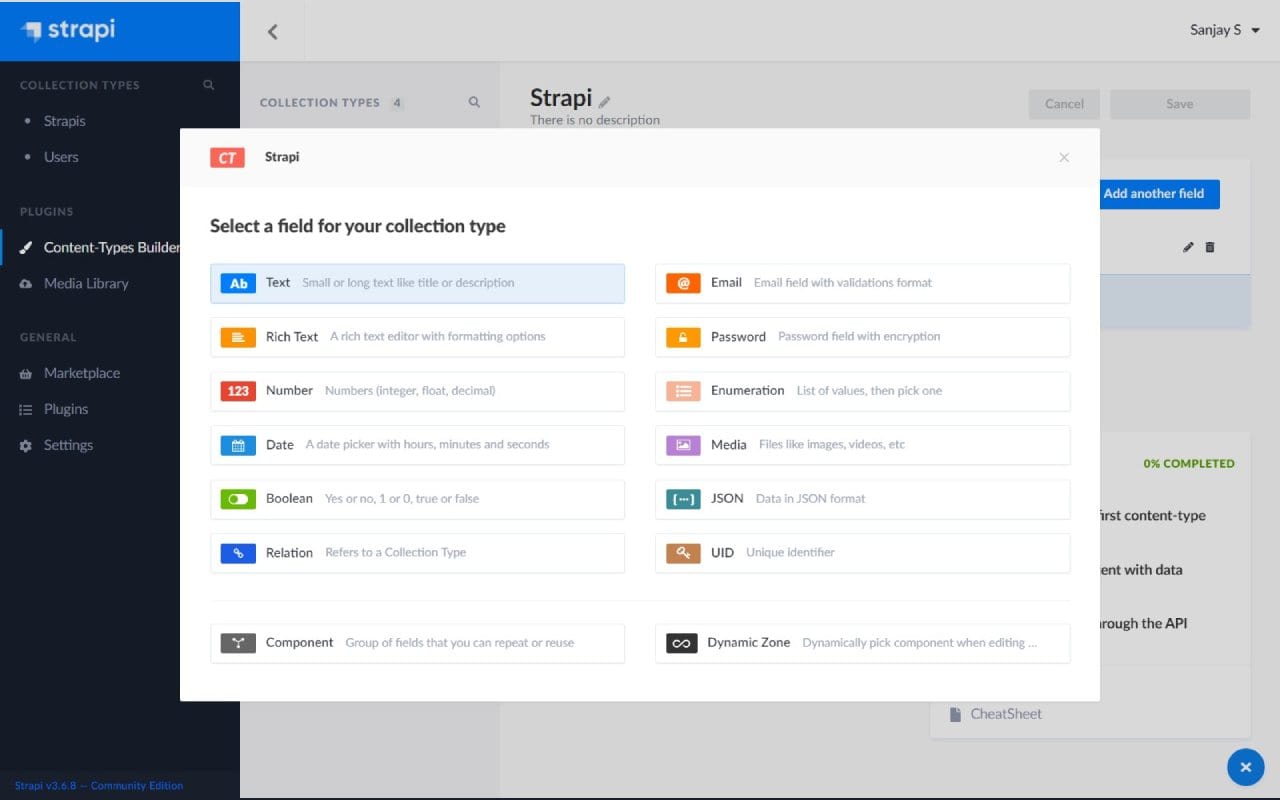 strapi
Sanjay S
COLLECTION TYPES
Strapis
Users
PLUGINS
Content-Types Builder
Media Library
GENERAL
Marketplace
Plugins
Settings
Strapi v3.6.8 — Community Edition
COLLECTION TYPES 4
Strapi
There is no description
Cancel
Save
Add another field
CT Strapi
Select a field for your collection type
Ab Text Small or long text like title or description
@ Email Email field with validations format
Rich Text A rich text editor with formatting options
Password Password field with encryption
123 Number Numbers (integer, float, decimal)
Enumeration List of values, then pick one
Date A date picker with hours, minutes and seconds
Media Files like images, videos, etc
Boolean Yes or no, 1 or 0, true or false
JSON Data in JSON format
Relation Refers to a Collection Type
UID Unique identifier
Component Group of fields that you can repeat or reuse
Dynamic Zone Dynamically pick component when editing ...
0% COMPLETED
first content-type
ent with data
rough the API
CheatSheet